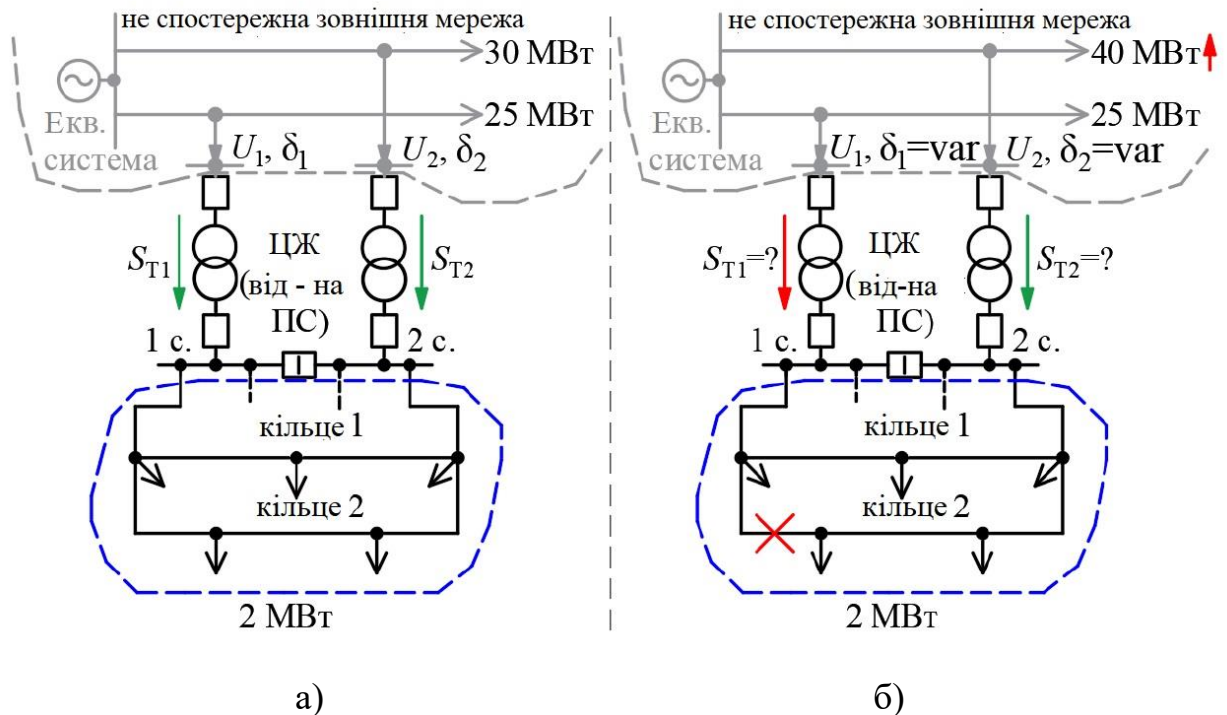 не спостережна зовнішня мережа
30 МВт
25 МВт
Екв.
система
U1, δ1
U2, δ2
ST1
ЦЖ
(від - на
ПС)
ST2
1 с.
2 с.
кільце 1
кільце 2
2 МВт
а)
не спостережна зовнішня мережа
40 МВт
25 МВт
Екв.
система
U1, δ1=var
U2, δ2=var
ST1=?
ЦЖ
(від-на
ПС)
ST2=?
1 с.
2 с.
кільце 1
кільце 2
2 МВт
б)